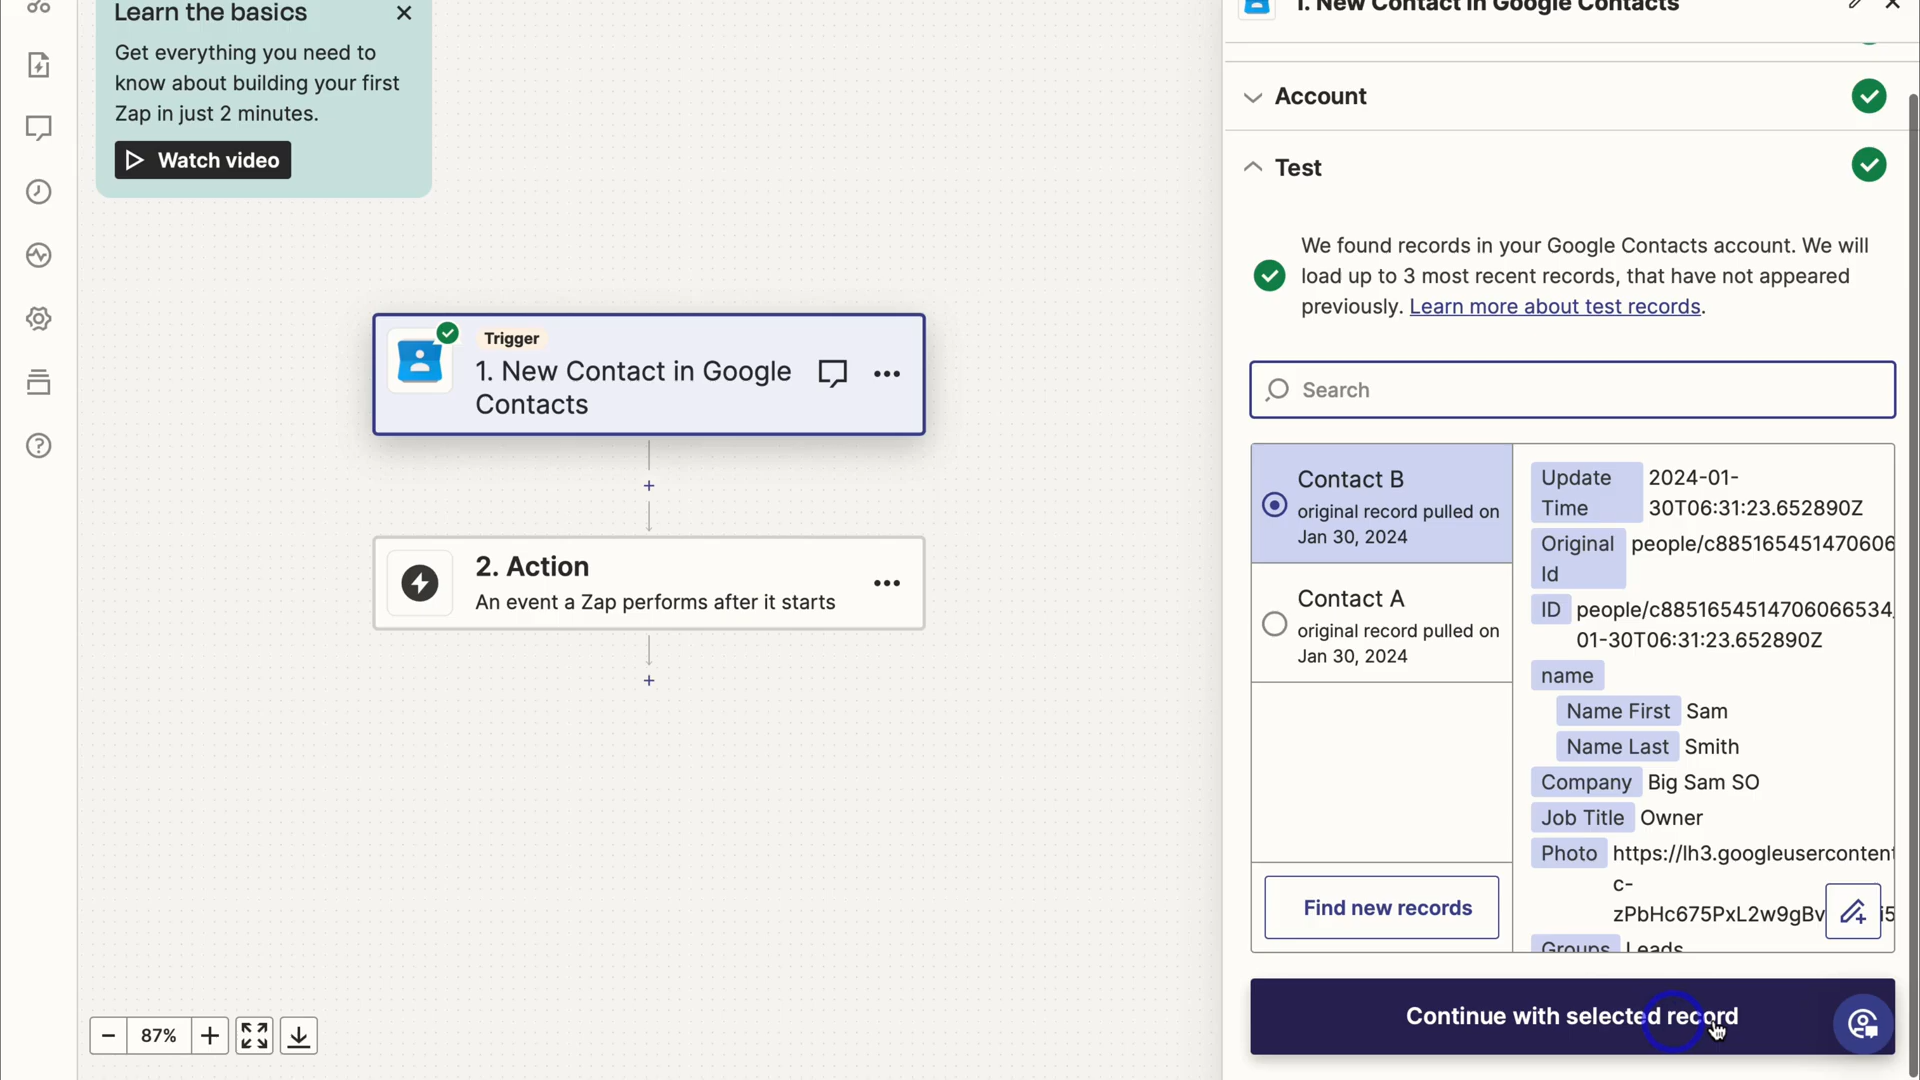 Learn the basics
Get everything you need to
know about building your first
Zap in just 2 minutes.
Watch video
Trigger
1. New Contact in Google
Contacts
2. Action
An event a Zap performs after it starts
87%
1. New Contact in Google Contacts
Account
Test
We found records in your Google Contacts account. We will
load up to 3 most recent records, that have not appeared
previously. Learn more about test records.
Search
Contact B
original record pulled on
Jan 30, 2024
Contact A
original record pulled on
Jan 30, 2024
Find new records
Update
Time
2024-01-
30T06:31:23.652890Z
Original
Id
people/c885165451470606
ID people/c8851654514706066534
01-30T06:31:23.652890Z
name
Name First Sam
Name Last Smith
Company Big Sam SO
Job Title Owner
Photo https://lh3.googleusercontent
c-
zPbHc675PxL2w9gBv
Groups Leads
Continue with selected record